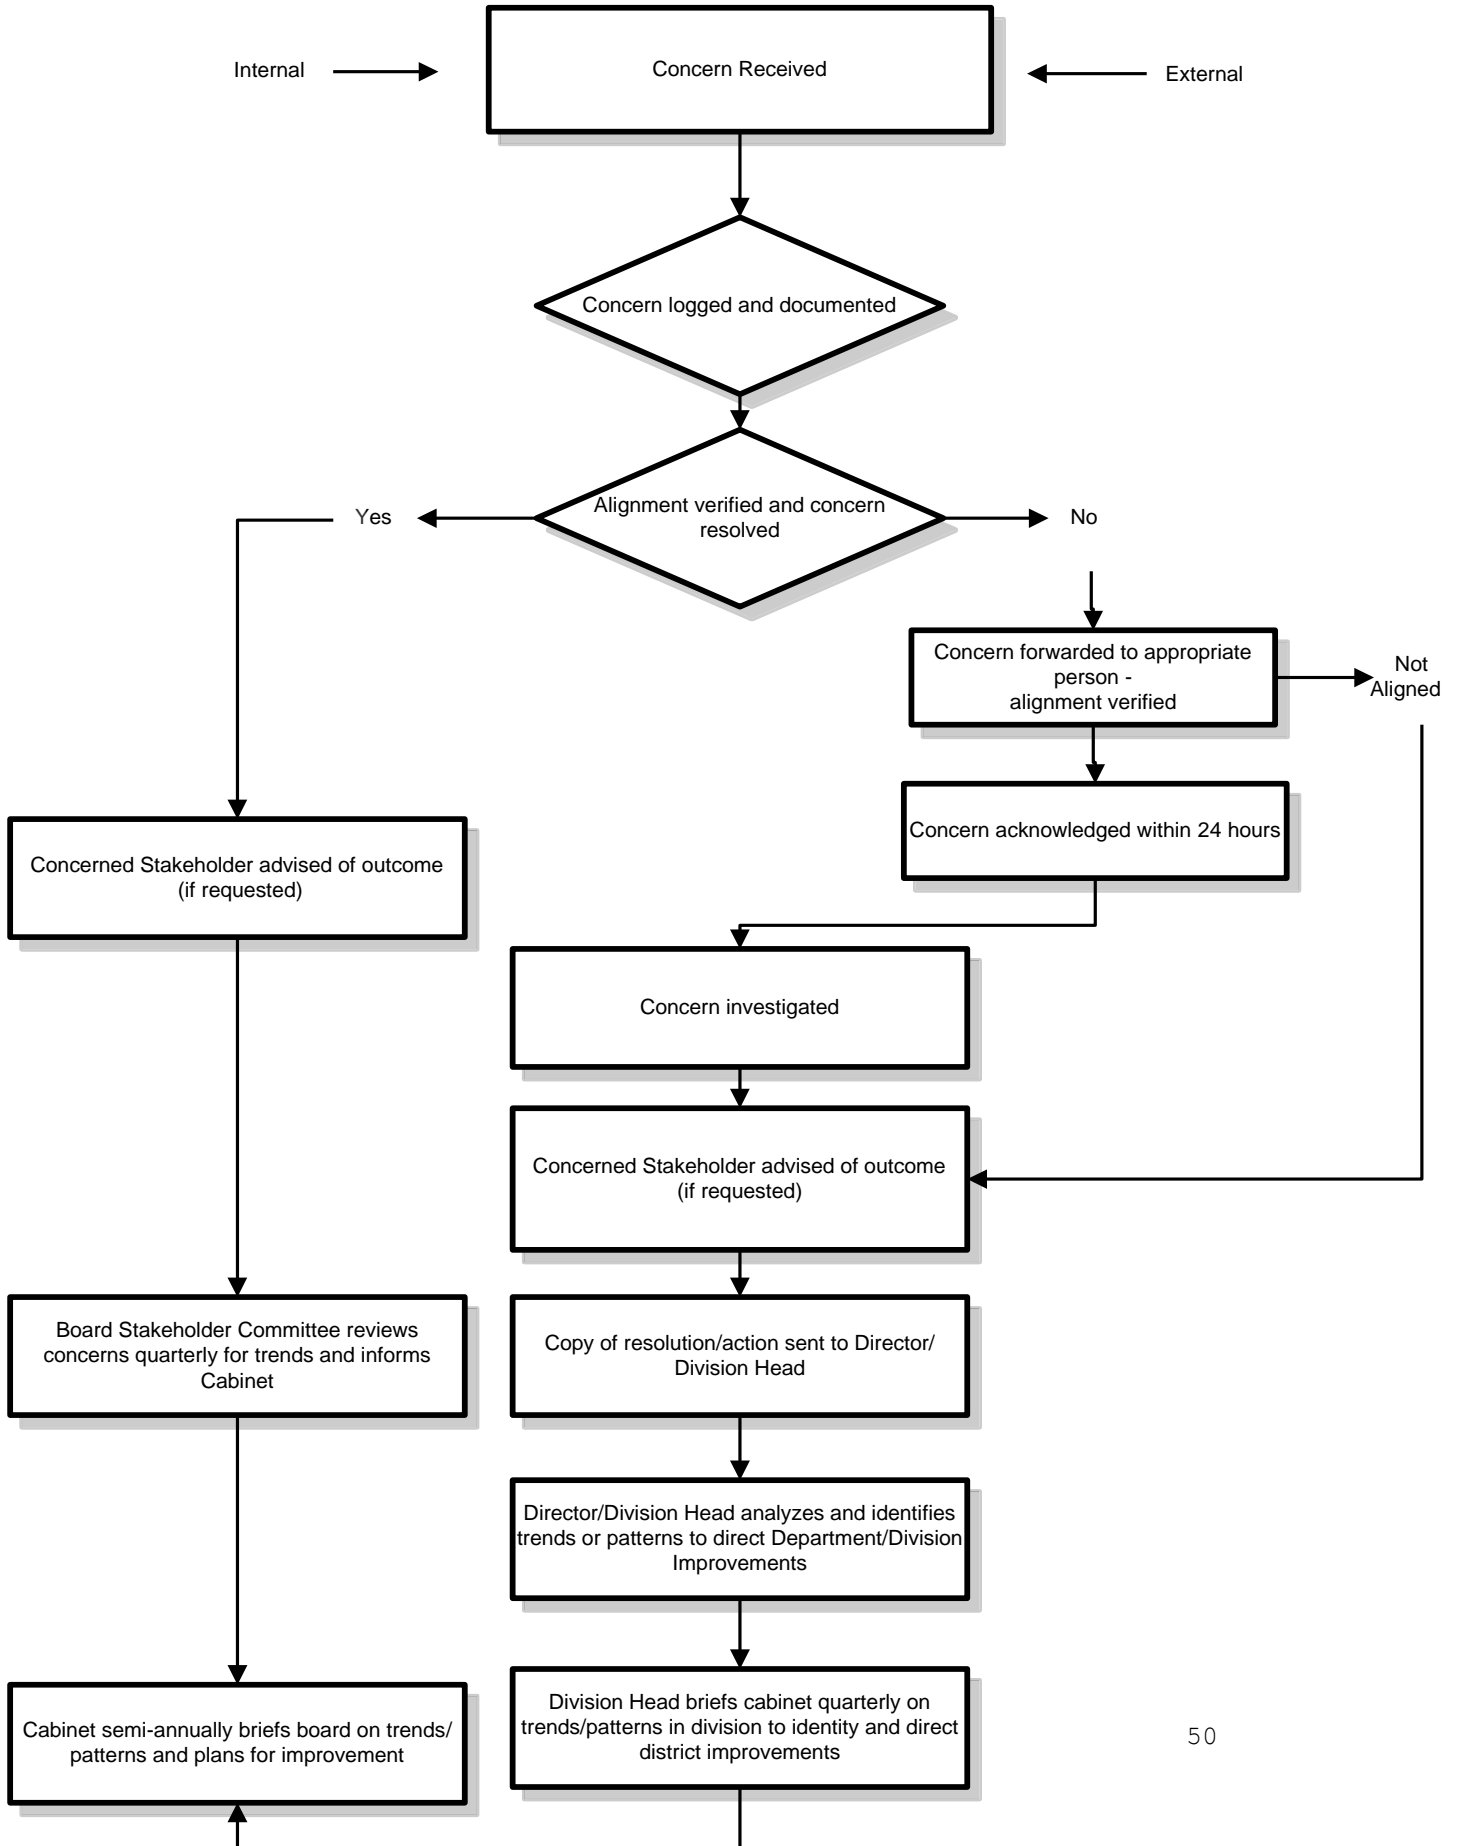 Internal
Concern Received
External
Concern logged and documented
Yes
Alignment verified and concern
resolved
No
Concern forwarded to appropriate
person -
alignment verified
Not
Aligned
Concern acknowledged within 24 hours
Concerned Stakeholder advised of outcome
(if requested)
Concern investigated
Concerned Stakeholder advised of outcome
(if requested)
Board Stakeholder Committee reviews
concerns quarterly for trends and informs
Cabinet
Copy of resolution/action sent to Director/
Division Head
Director/Division Head analyzes and identifies
trends or patterns to direct Department/Division
Improvements
Cabinet semi-annually briefs board on trends/
patterns and plans for improvement
Division Head briefs cabinet quarterly on
trends/patterns in division to identity and direct
district improvements
50